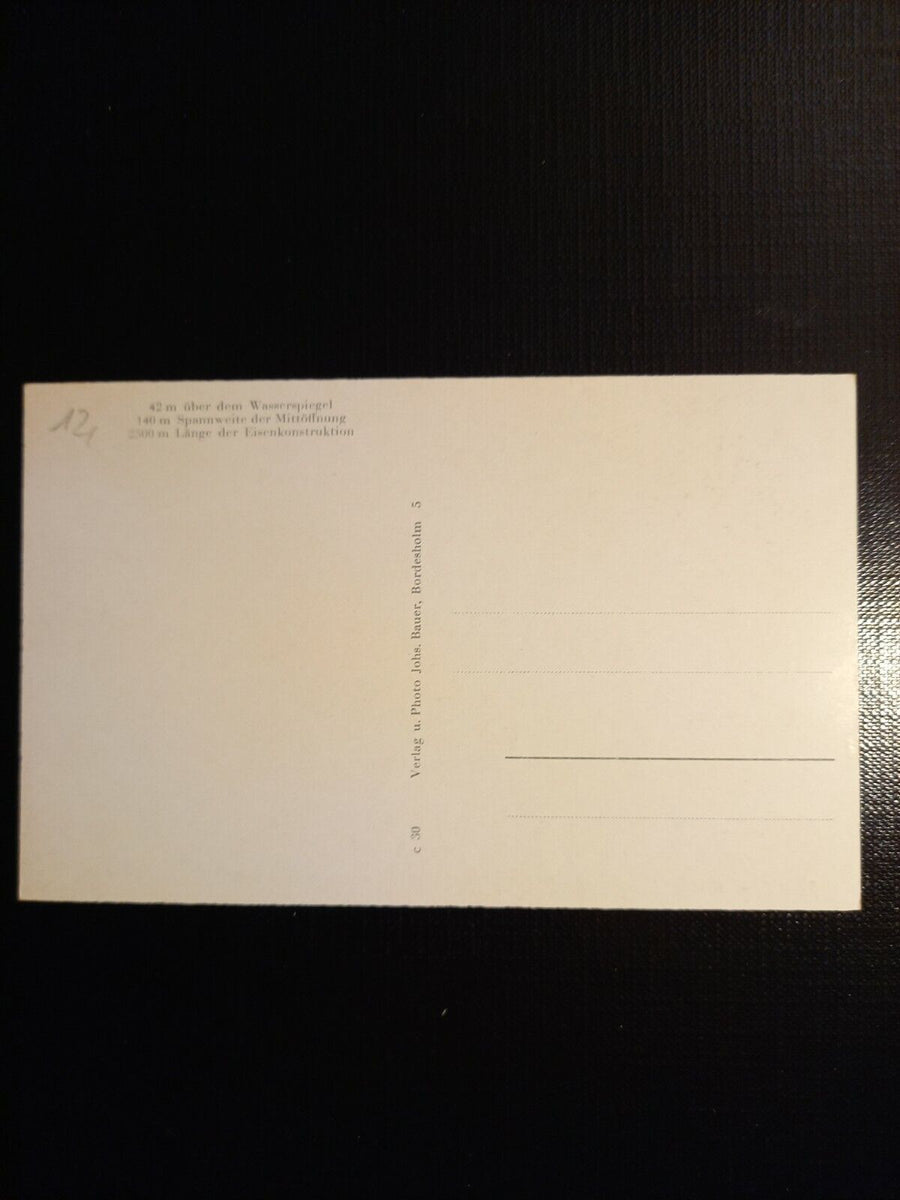 12,
42 m über dem Wasserspiegel
140 m Spannweite der Mittöffnung
2500 m Länge der Eisenkonstruktion
Verlag u. Photo Johs. Bauer, Bordesholm 5
c 30